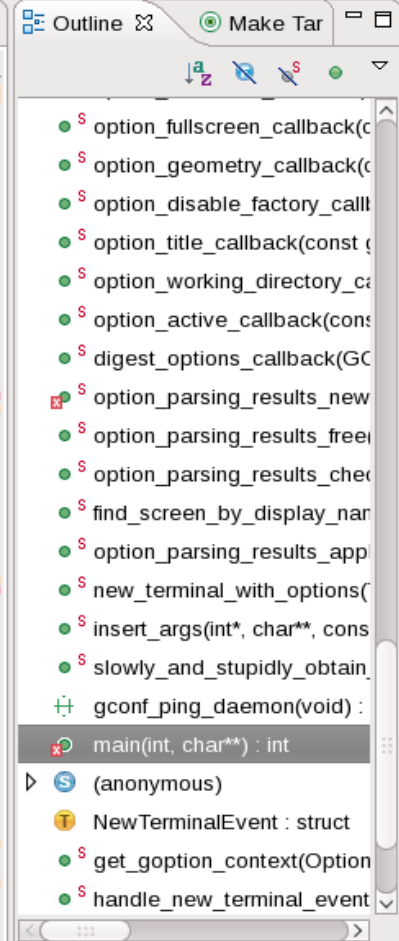 Outline
Make Tar
option_fullscreen_callback(c
option_geometry_callback(c
option_disable_factory_callb
option_title_callback(const g
option_working_directory_ca
option_active_callback(cons
digest_options_callback(GO
option_parsing_results_new
option_parsing_results_free(
option_parsing_results_chec
find_screen_by_display_nam
option_parsing_results_appl
new_terminal_with_options(T
insert_args(int*, char**, cons
slowly_and_stupidly_obtain_
gconf_ping_daemon(void) :
main(int, char**) : int
(anonymous)
NewTerminalEvent : struct
get_goption_context(Option
handle_new_terminal_event